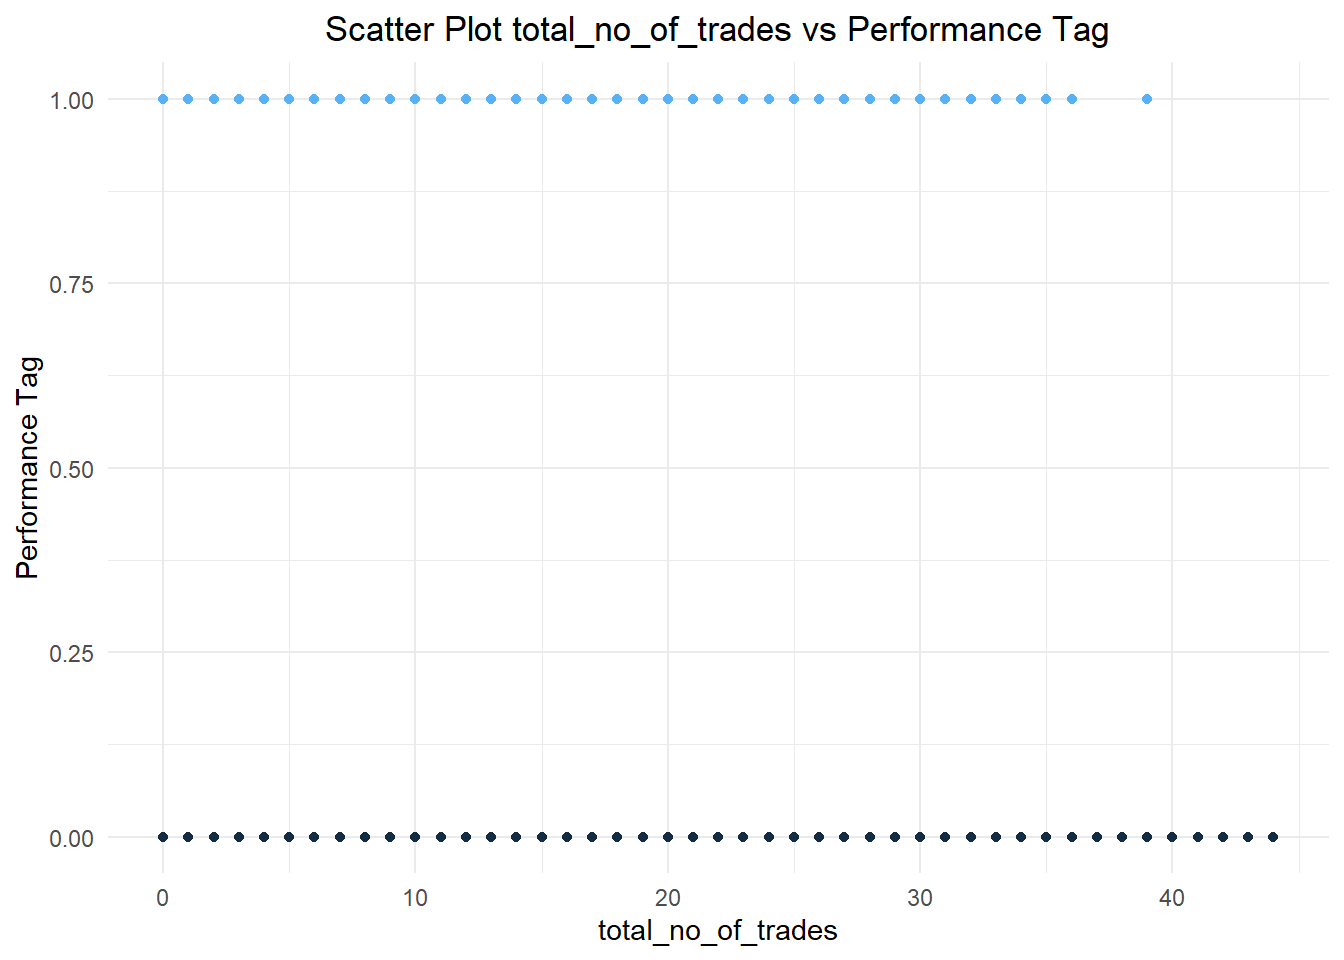 Scatter Plot total_no_of_trades vs Performance Tag
1.00
0.75
0.50
0.25
0.00
Performance Tag
0 10 20 30 40
total_no_of_trades